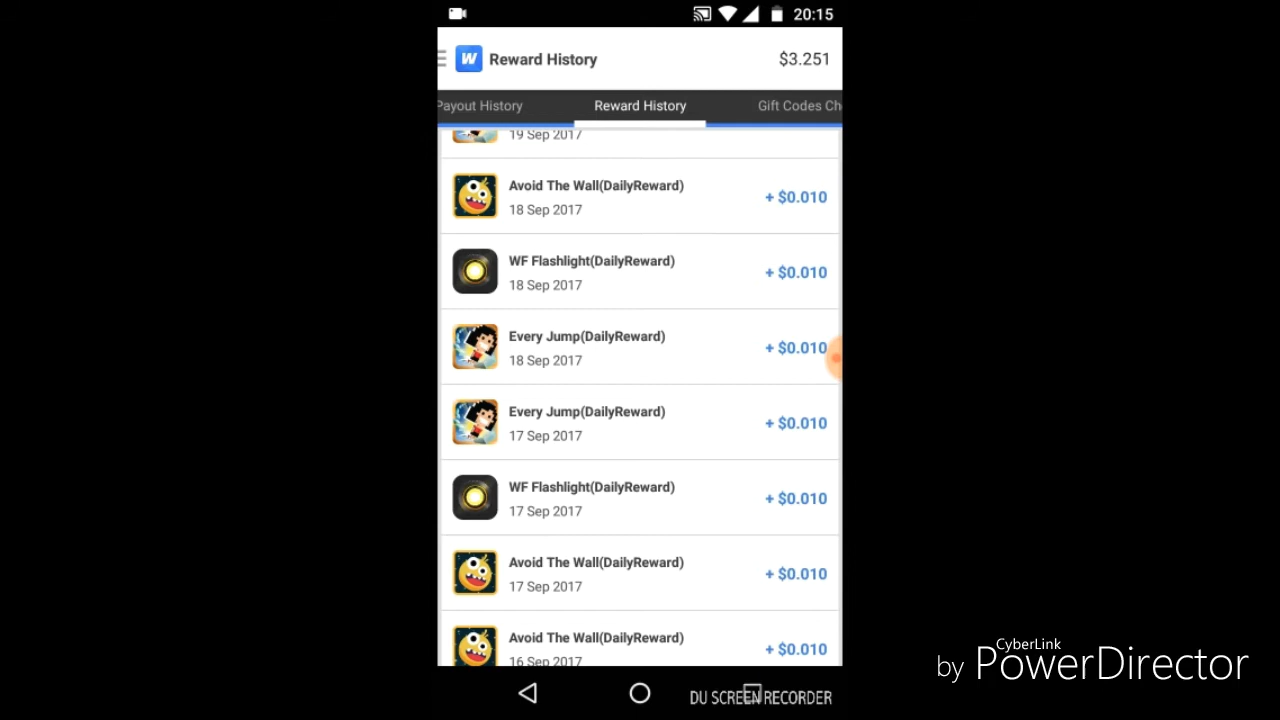 20:15
W Reward History $3.251
Payout History Reward History Gift Codes Ch
19 Sep 2017
Avoid The Wall(DailyReward)
18 Sep 2017
+ $0.010
WF Flashlight(DailyReward)
18 Sep 2017
+ $0.010
Every Jump(DailyReward)
18 Sep 2017
+ $0.010
Every Jump(DailyReward)
17 Sep 2017
+ $0.010
WF Flashlight(DailyReward)
17 Sep 2017
+ $0.010
Avoid The Wall(DailyReward)
17 Sep 2017
+ $0.010
Avoid The Wall(DailyReward)
16 Sep 2017
+ $0.010
DU SCREEN RECORDER
CyberLink
by PowerDirector